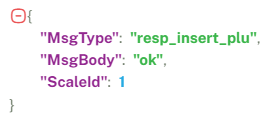 {
"MsgType": "resp_insert_plu",
"MsgBody": "ok",
"ScaleId": 1
}